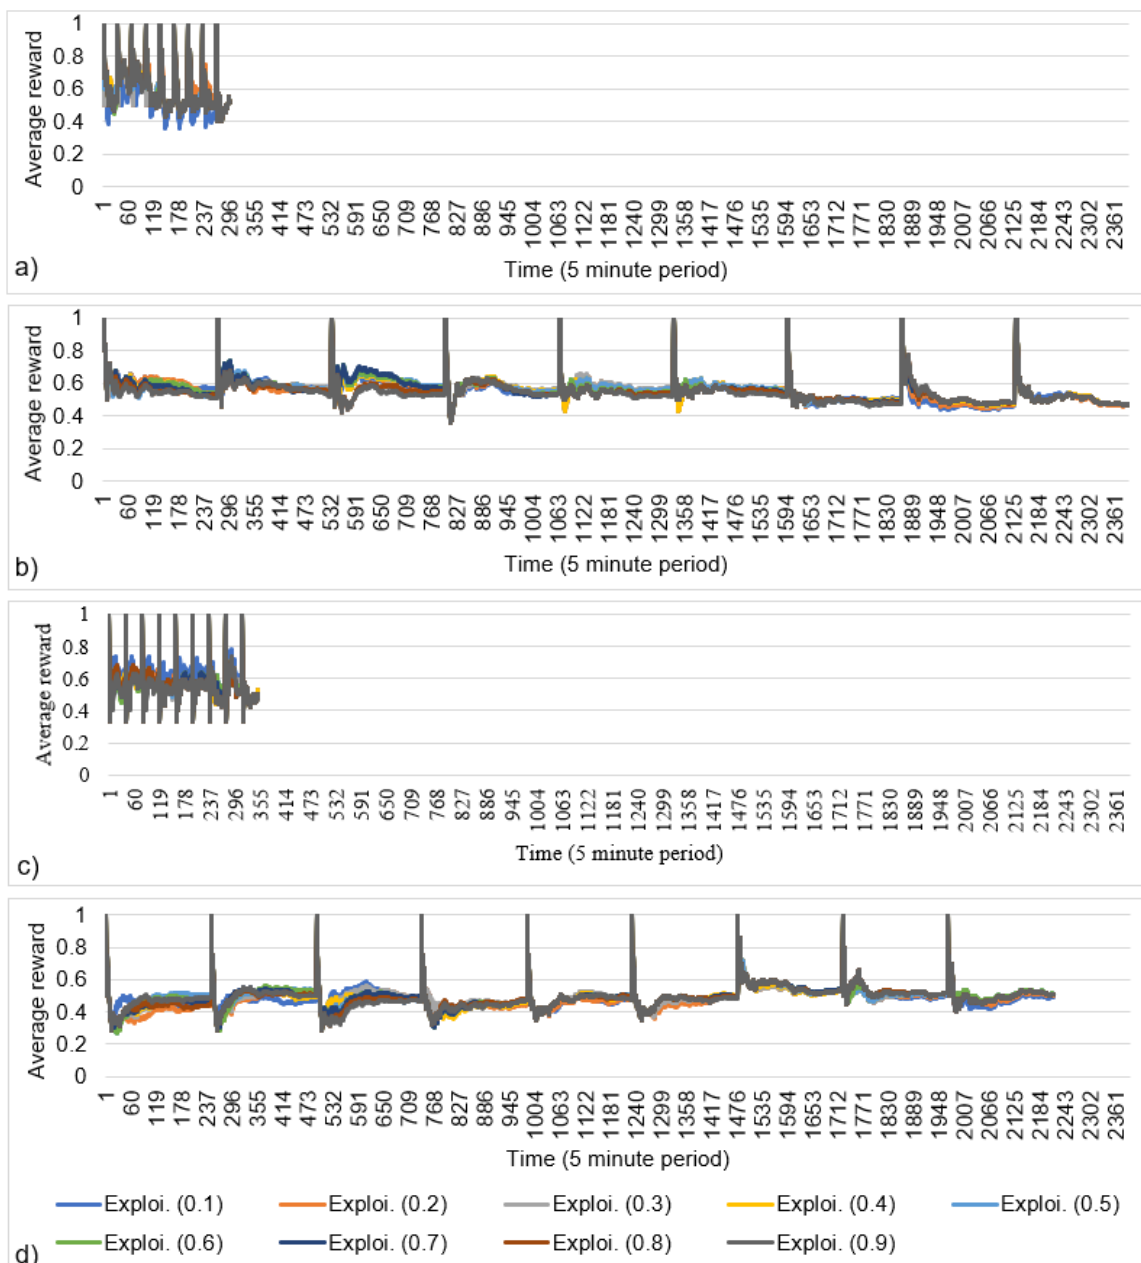 1
0.8
0.6
0.4
0.2
0
Average reward
1 60 119 178 237 296 355 414 473 532 591 650 709 768 827 886 945 1004 1063 1122 1181 1240 1299 1358 1417 1476 1535 1594 1653 1712 1771 1830 1889 1948 2007 2066 2125 2184 2243 2302 2361
Time (5 minute period)
a)
1
0.8
0.6
0.4
0.2
0
Average reward
1 60 119 178 237 296 355 414 473 532 591 650 709 768 827 886 945 1004 1063 1122 1181 1240 1299 1358 1417 1476 1535 1594 1653 1712 1771 1830 1889 1948 2007 2066 2125 2184 2243 2302 2361
Time (5 minute period)
b)
1
0.8
0.6
0.4
0.2
0
Average reward
1 60 119 178 237 296 355 414 473 532 591 650 709 768 827 886 945 1004 1063 1122 1181 1240 1299 1358 1417 1476 1535 1594 1653 1712 1771 1830 1889 1948 2007 2066 2125 2184 2243 2302 2361
Time (5 minute period)
c)
1
0.8
0.6
0.4
0.2
0
Average reward
1 60 119 178 237 296 355 414 473 532 591 650 709 768 827 886 945 1004 1063 1122 1181 1240 1299 1358 1417 1476 1535 1594 1653 1712 1771 1830 1889 1948 2007 2066 2125 2184 2243 2302 2361
Time (5 minute period)
Exploi. (0.1) Exploi. (0.2) Exploi. (0.3) Exploi. (0.4) Exploi. (0.5)
Exploi. (0.6) Exploi. (0.7) Exploi. (0.8) Exploi. (0.9)
d)